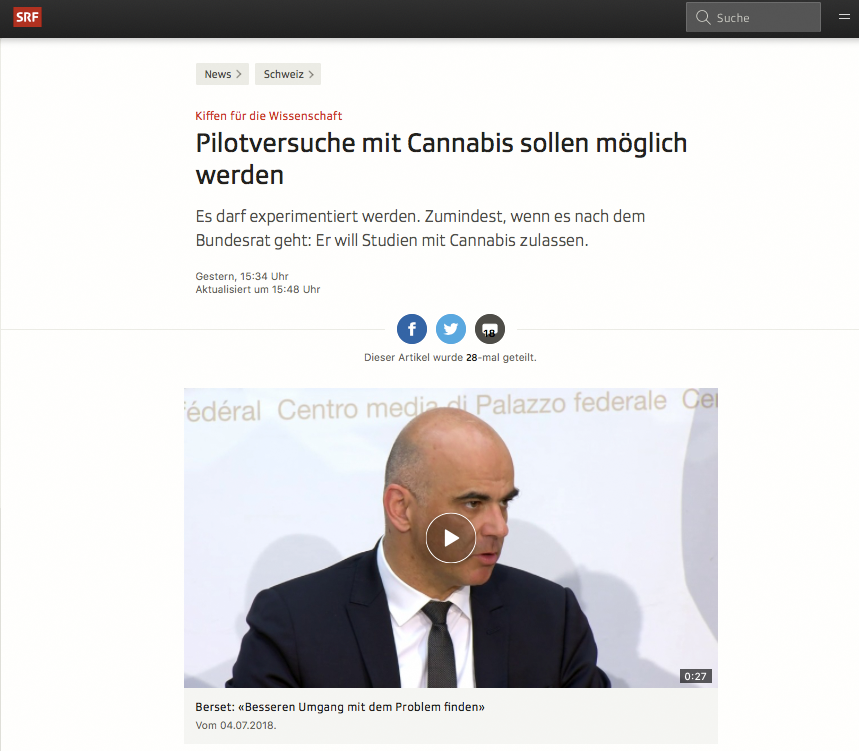 SRF
Suche
News
Schweiz
Kiffen für die Wissenschaft
Pilotversuche mit Cannabis sollen möglich
werden
Es darf experimentiert werden. Zumindest, wenn es nach dem
Bundesrat geht: Er will Studien mit Cannabis zulassen.
Gestern, 15:34 Uhr
Aktualisiert um 15:48 Uhr
18
Dieser Artikel wurde 28-mal geteilt.
édéral Centro media di Palazzo federale Ce
0:27
Berset: «Besseren Umgang mit dem Problem finden»
Vom 04.07.2018.